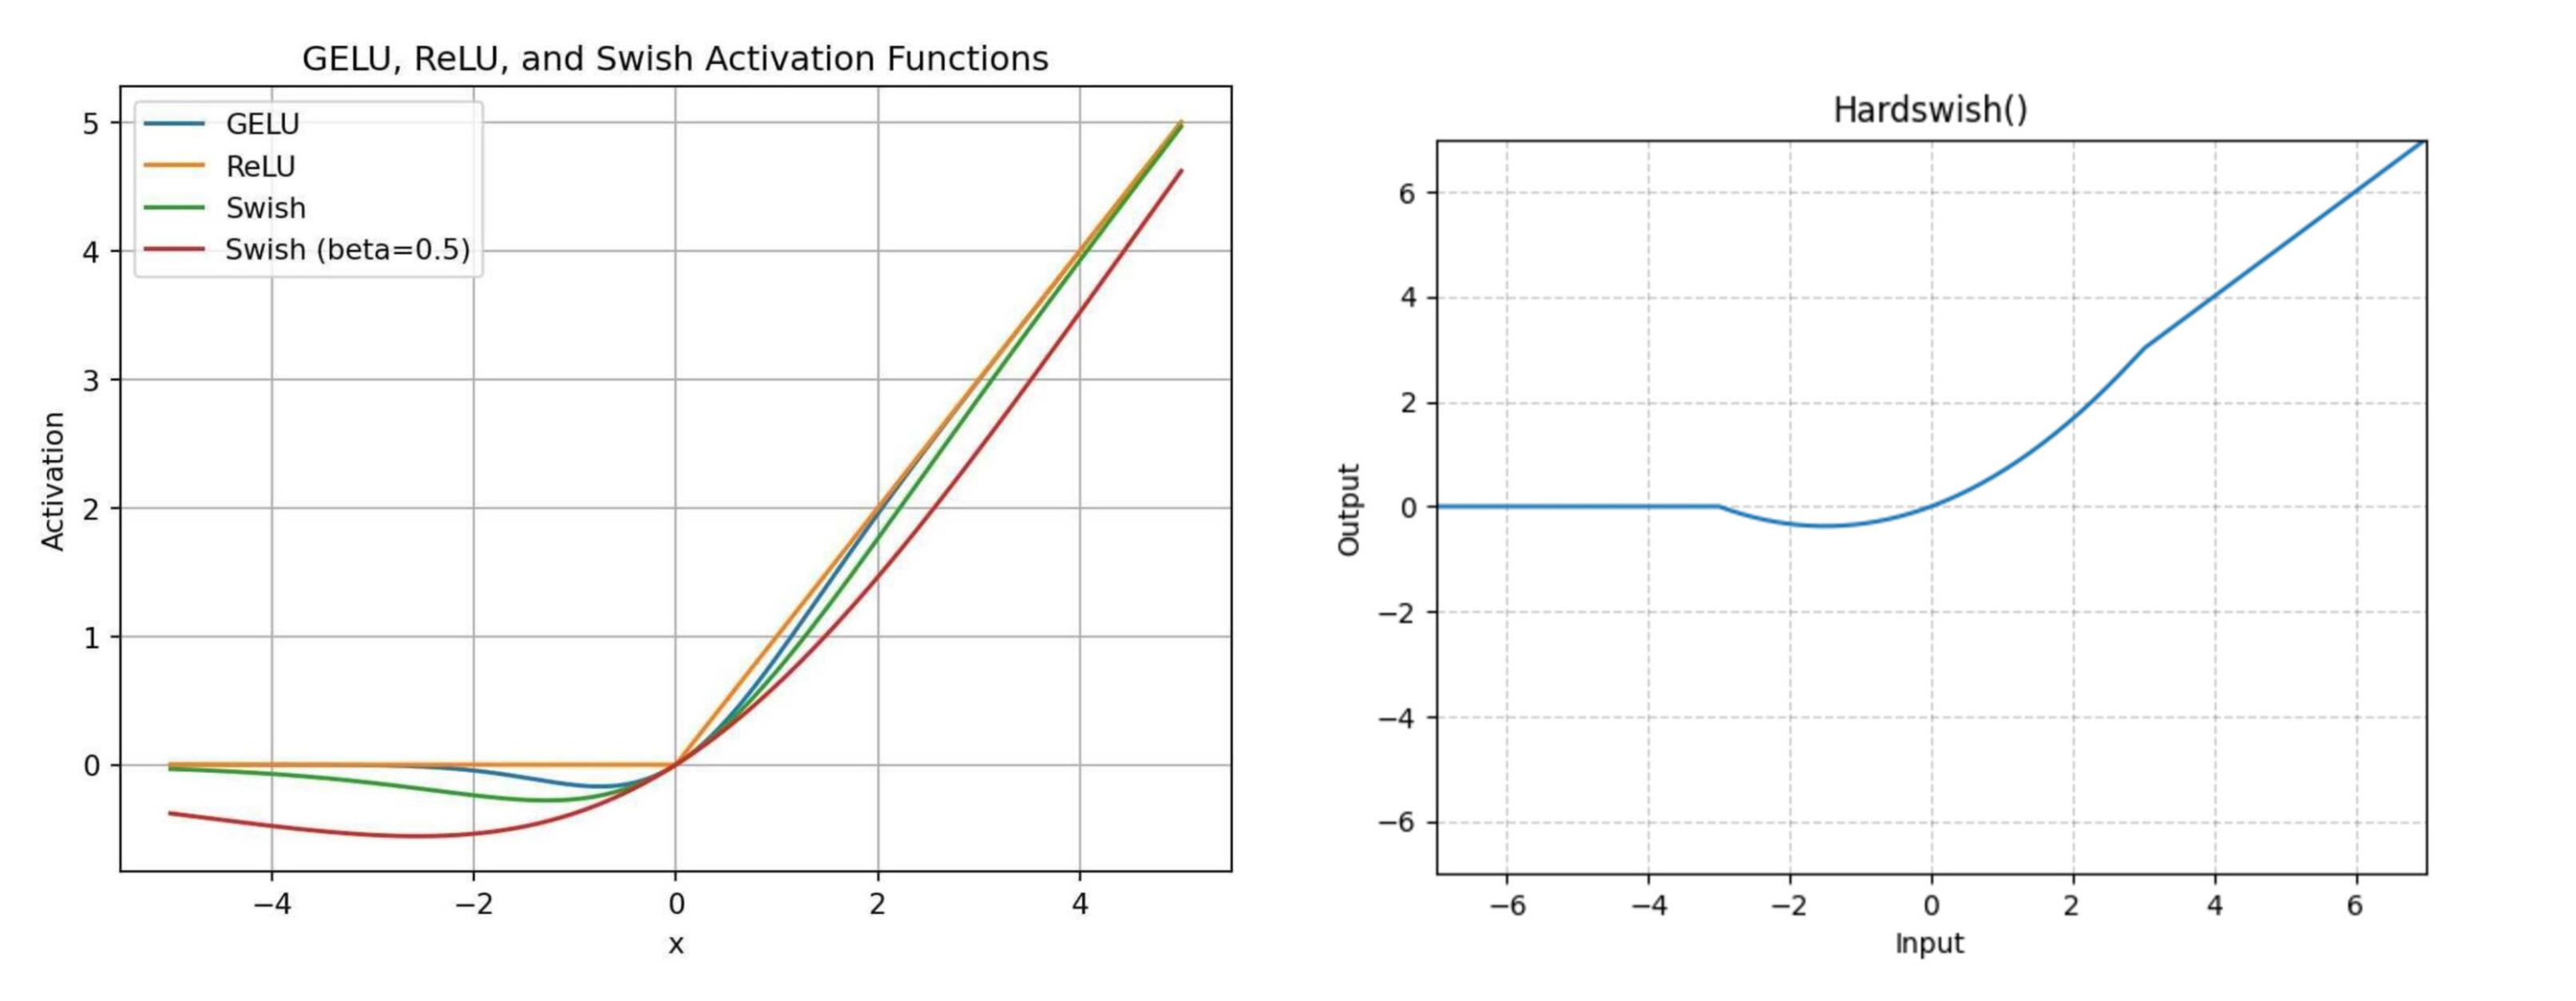 GELU, ReLU, and Swish Activation Functions
GELU
ReLU
Swish
Swish (beta=0.5)
5
4
3
2
1
0
Activation
−4 −2 0 2 4
x
Hardswish()
6
4
2
0
−2
−4
−6
Output
−6 −4 −2 0 2 4 6
Input